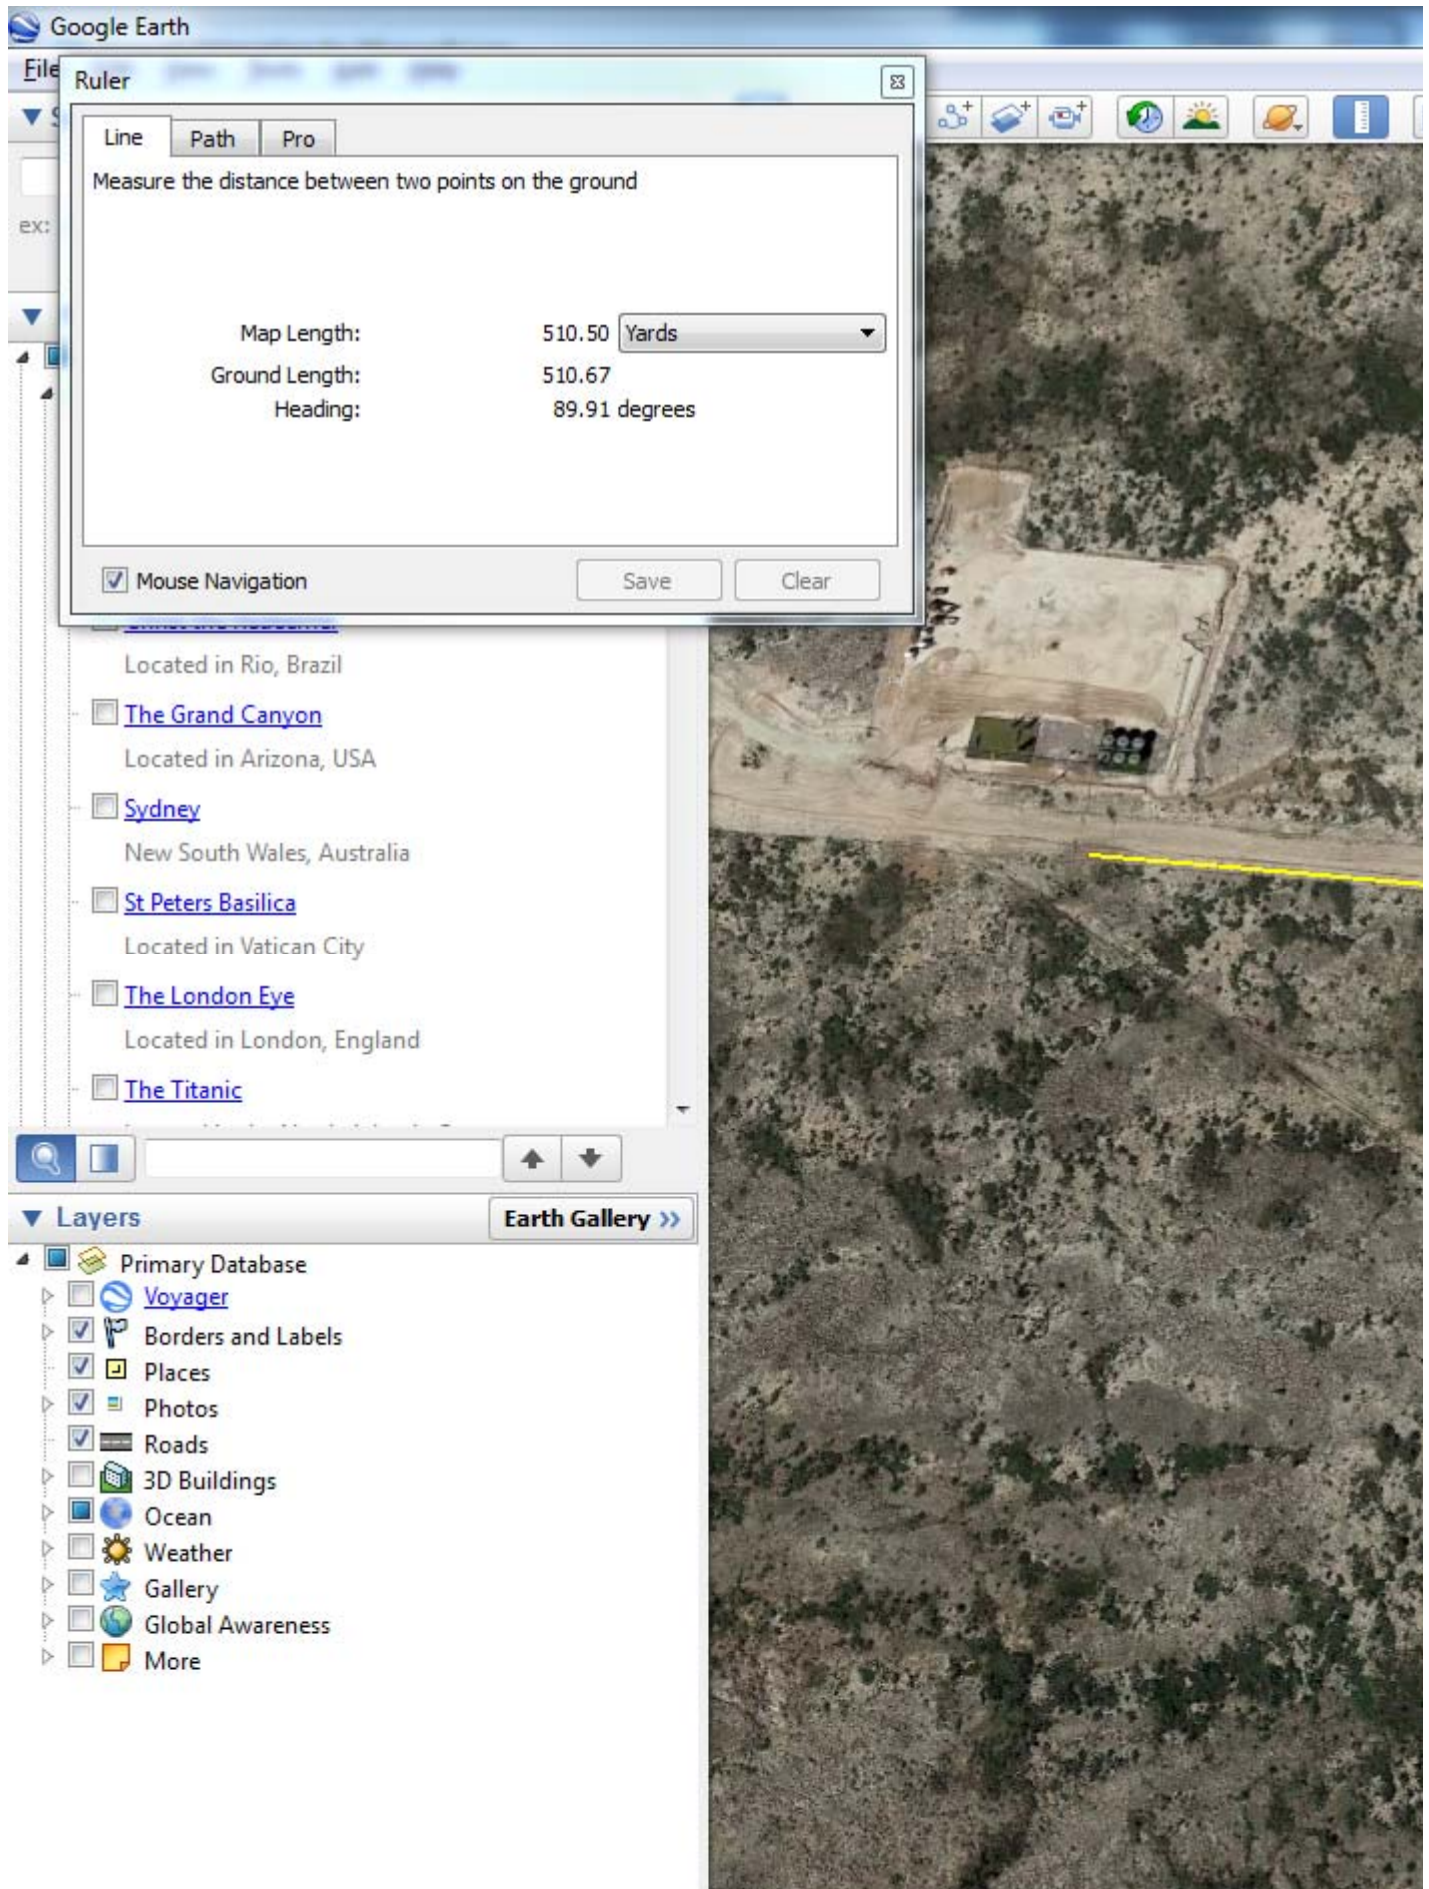 Google Earth
File
Ruler
Line Path Pro
Measure the distance between two points on the ground
ex:
Map Length: 510.50 Yards
Ground Length: 510.67
Heading: 89.91 degrees
Mouse Navigation Save Clear
Located in Rio, Brazil
The Grand Canyon
Located in Arizona, USA
Sydney
New South Wales, Australia
St Peters Basilica
Located in Vatican City
The London Eye
Located in London, England
The Titanic
Layers Earth Gallery >>
Primary Database
Voyager
Borders and Labels
Places
Photos
Roads
3D Buildings
Ocean
Weather
Gallery
Global Awareness
More